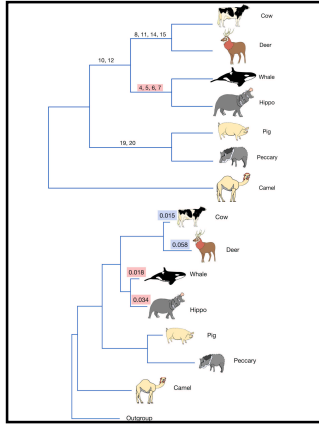 Cow
8, 11, 14, 15
Deer
10, 12
Whale
4, 5, 6, 7
Hippo
Pig
19, 20
Peccary
Camel
0.015
Cow
0.058
Deer
0.018
Whale
0.034
Hippo
Pig
Peccary
Camel
Outgroup